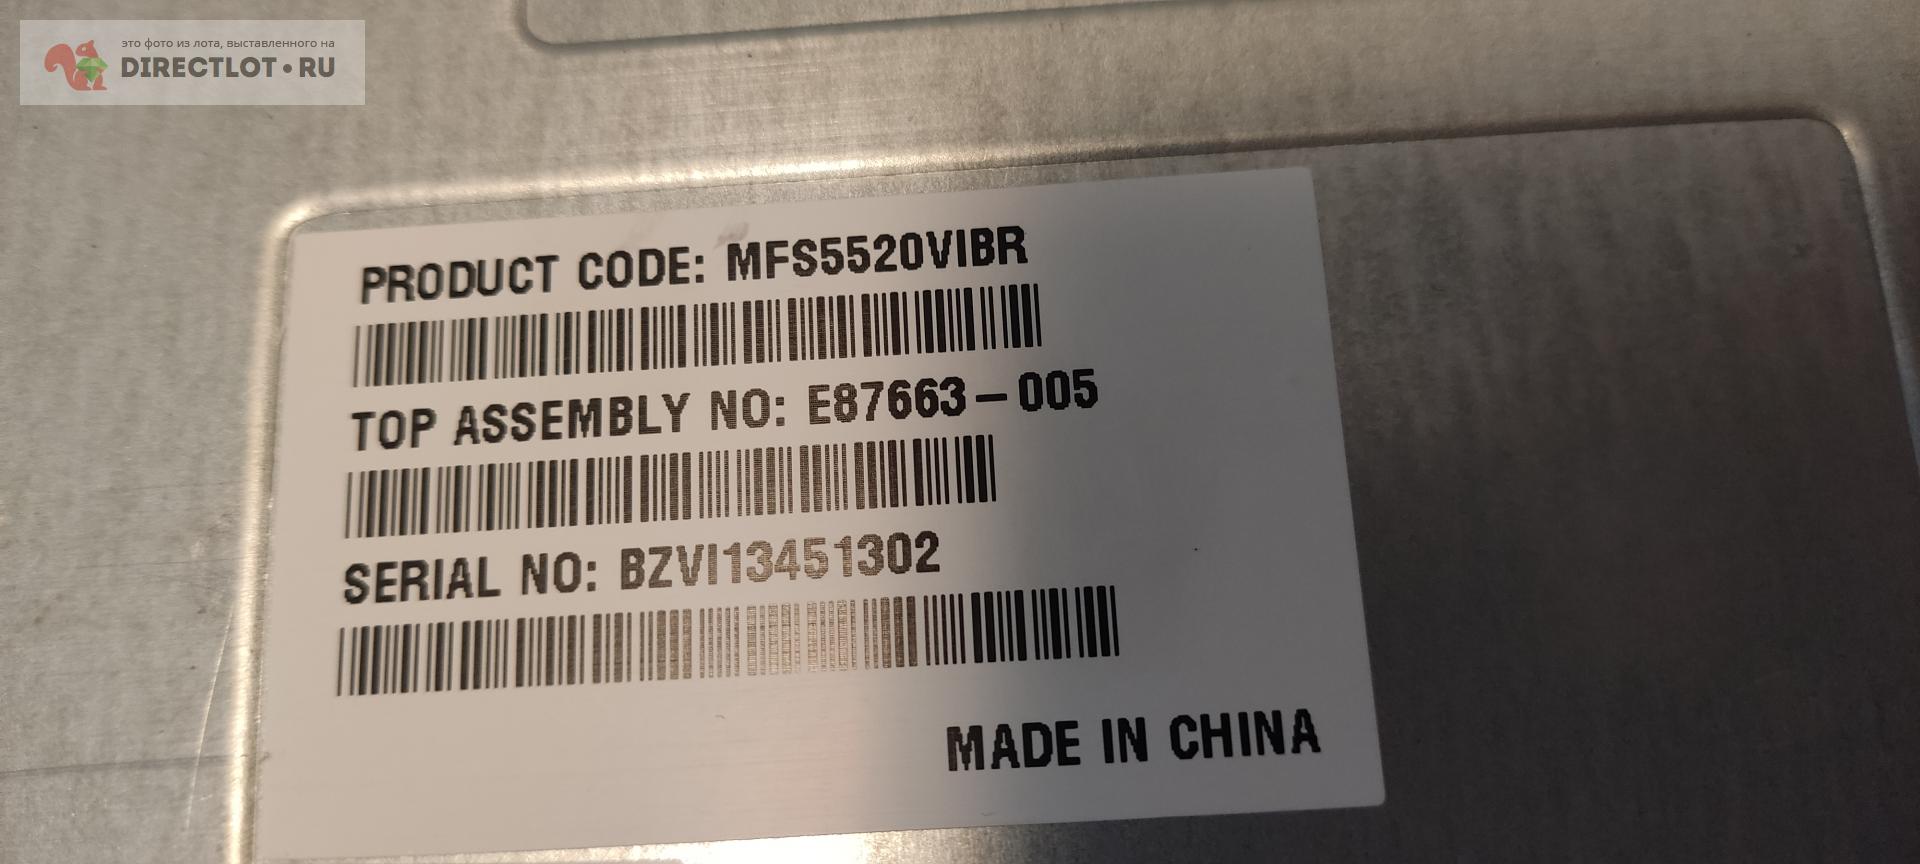 это фото из лота, выставленного на
DIRECTLOT•RU
PRODUCT CODE: MFS5520VIBR
TOP ASSEMBLY NO: E87663-005
SERIAL NO: BZVI13451302
MADE IN CHINA